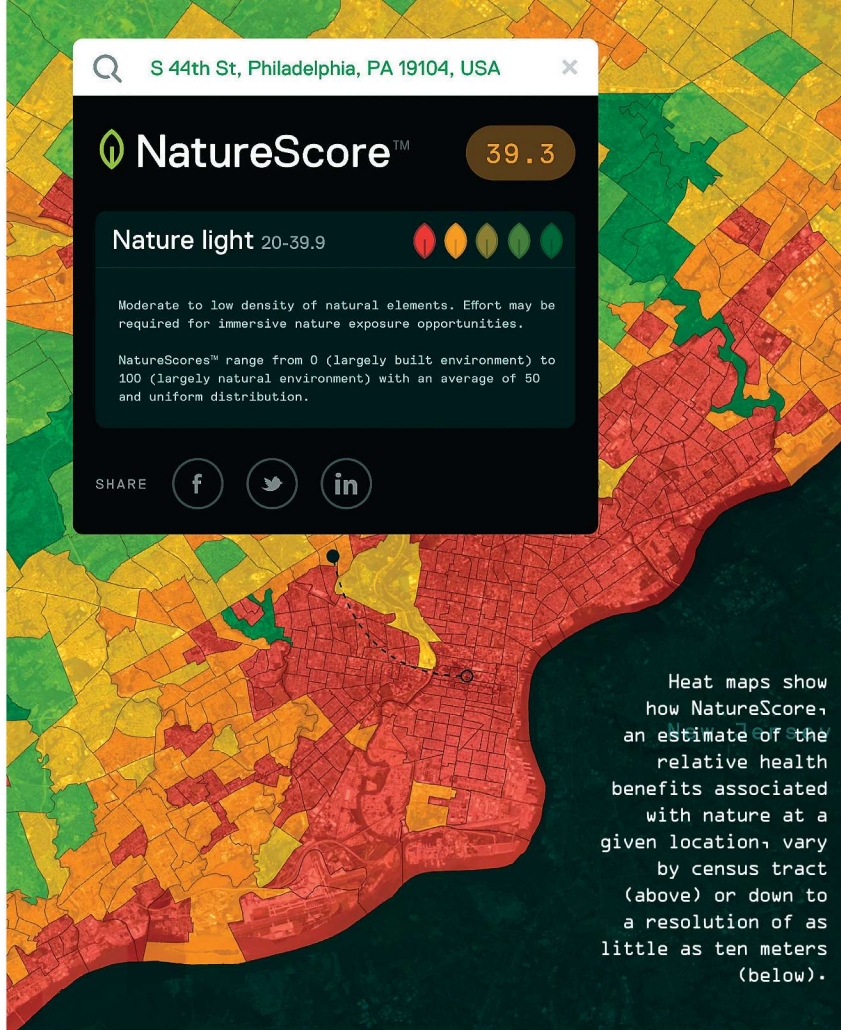 S 44th St, Philadelphia, PA 19104, USA
NatureScore™
39.3
Nature light 20-39.9
Moderate to low density of natural elements. Effort may be
required for immersive nature exposure opportunities.
NatureScores™ range from 0 (largely built environment) to
100 (largely natural environment) with an average of 50
and uniform distribution.
SHARE
f
in
Heat maps show
how NatureScore,
an estimate of the
relative health
benefits associated
with nature at a
given location, vary
by census tract
(above) or down to
a resolution of as
little as ten meters
(below).
New Jersey